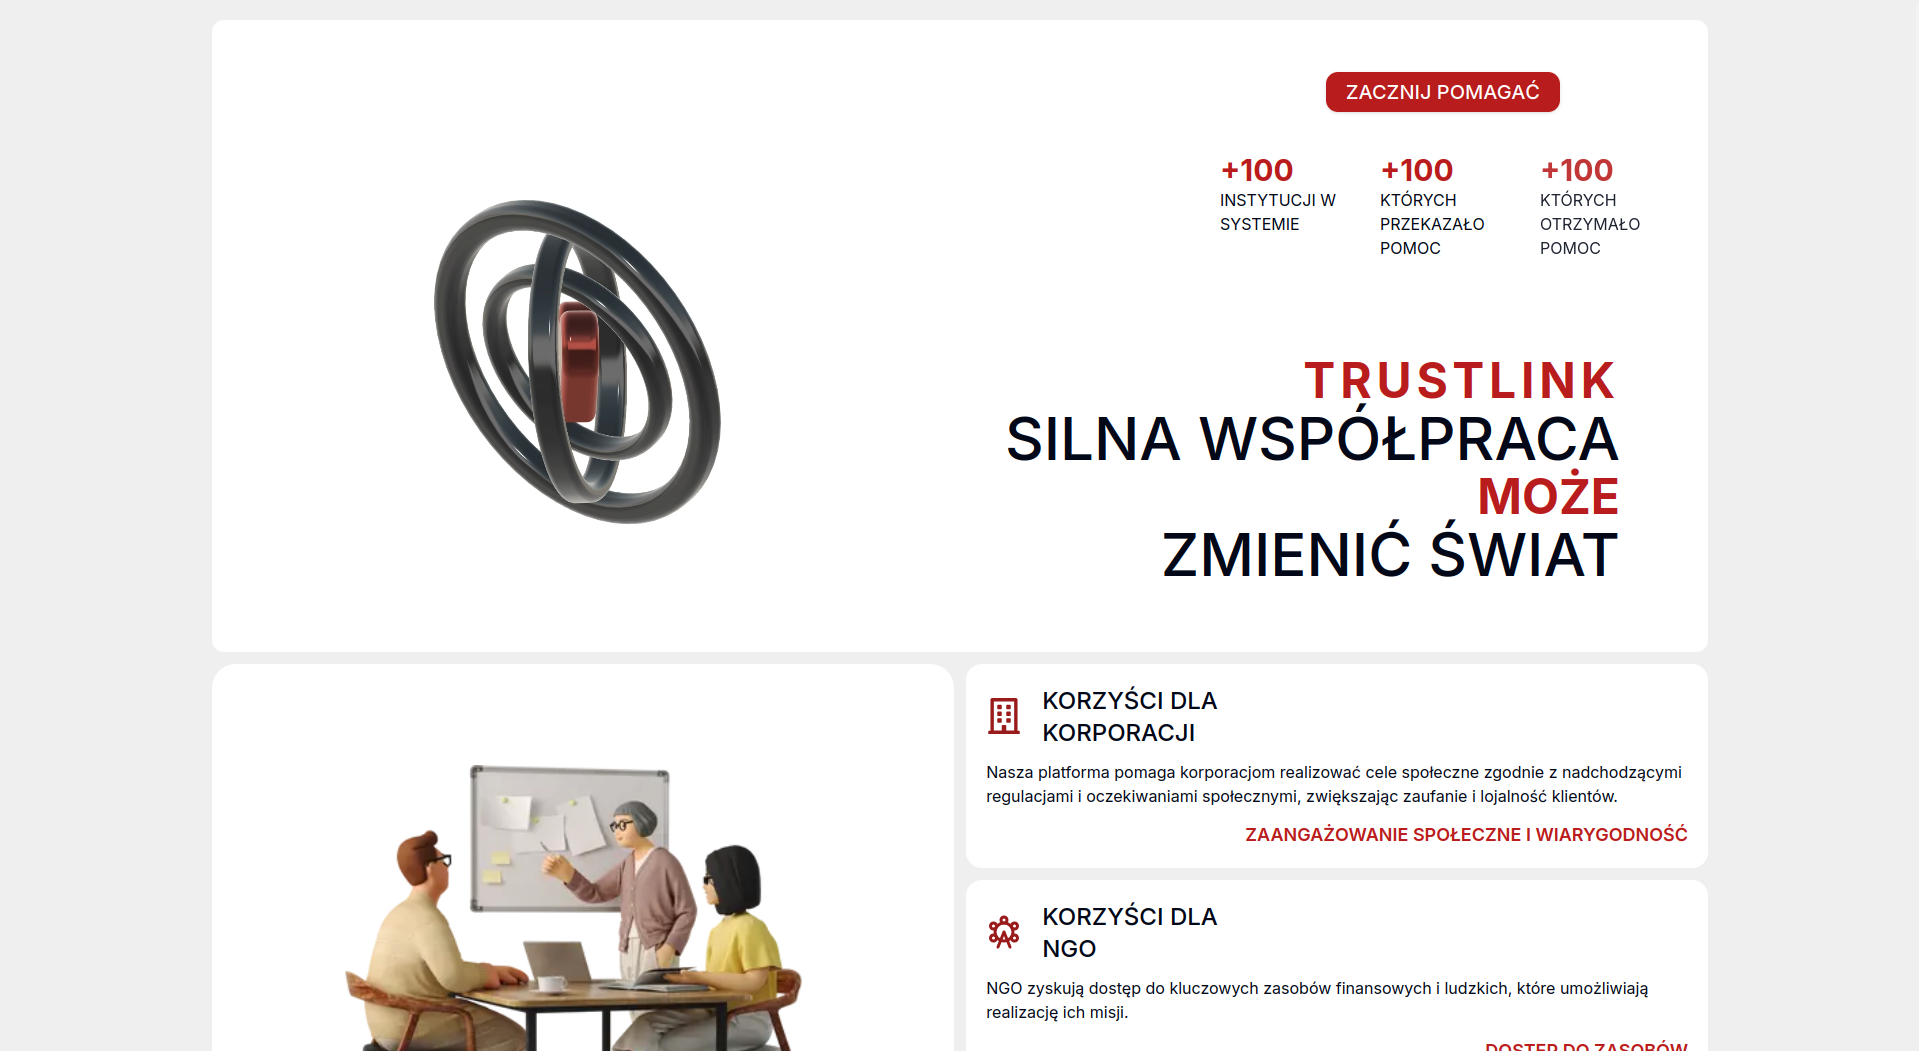 ZACZNIJ POMAGAĆ
+100
INSTYTUCJI W
SYSTEMIE
+100
KTÓRYCH
PRZEKAZAŁO
POMOC
+100
KTÓRYCH
OTRZYMAŁO
POMOC
TRUSTLINK
SILNA WSPÓŁPRACA
MOŻE
ZMIENIĆ ŚWIAT
KORZYŚCI DLA
KORPORACJI
Nasza platforma pomaga korporacjom realizować cele społeczne zgodnie z nadchodzącymi
regulacjami i oczekiwaniami społecznymi, zwiększając zaufanie i lojalność klientów.
ZAANGAŻOWANIE SPOŁECZNE I WIARYGODNOŚĆ
KORZYŚCI DLA
NGO
NGO zyskują dostęp do kluczowych zasobów finansowych i ludzkich, które umożliwiają
realizację ich misji.
DOSTĘP DO ZASOBÓW